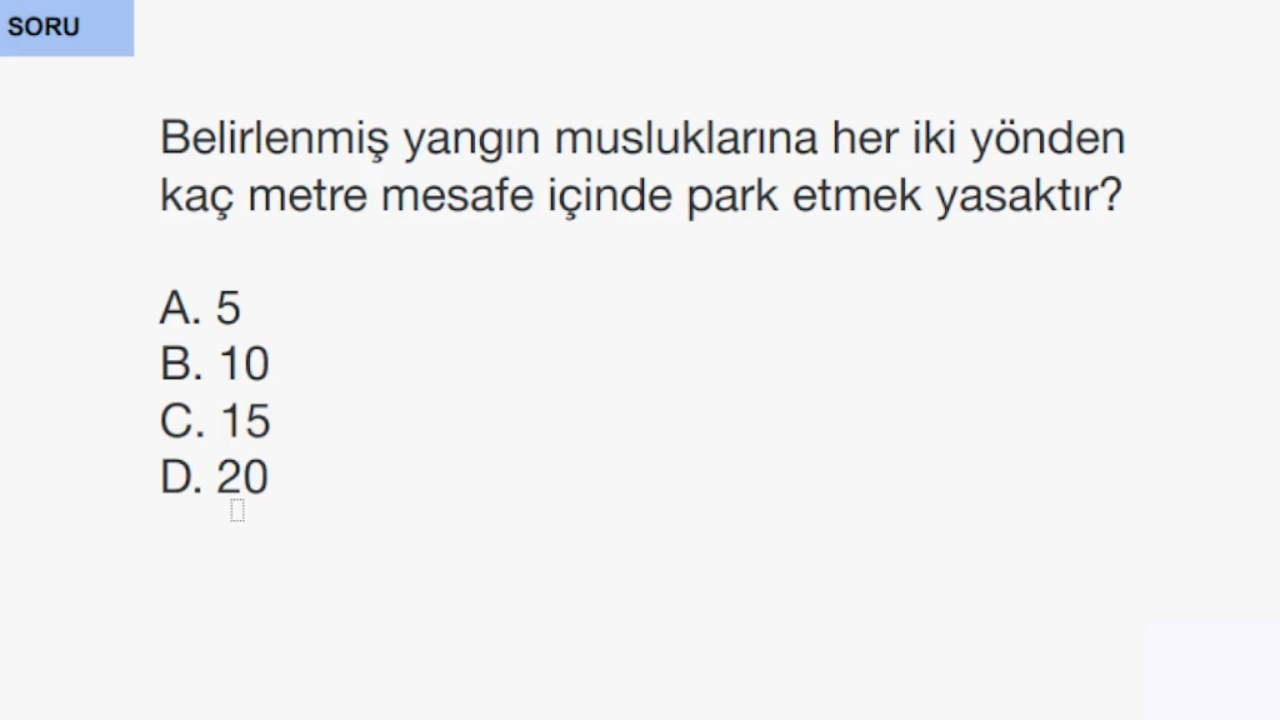 SORU
Belirlenmiş yangın musluklarına her iki yönden
kaç metre mesafe içinde park etmek yasaktır?
A. 5
B. 10
C. 15
D. 20